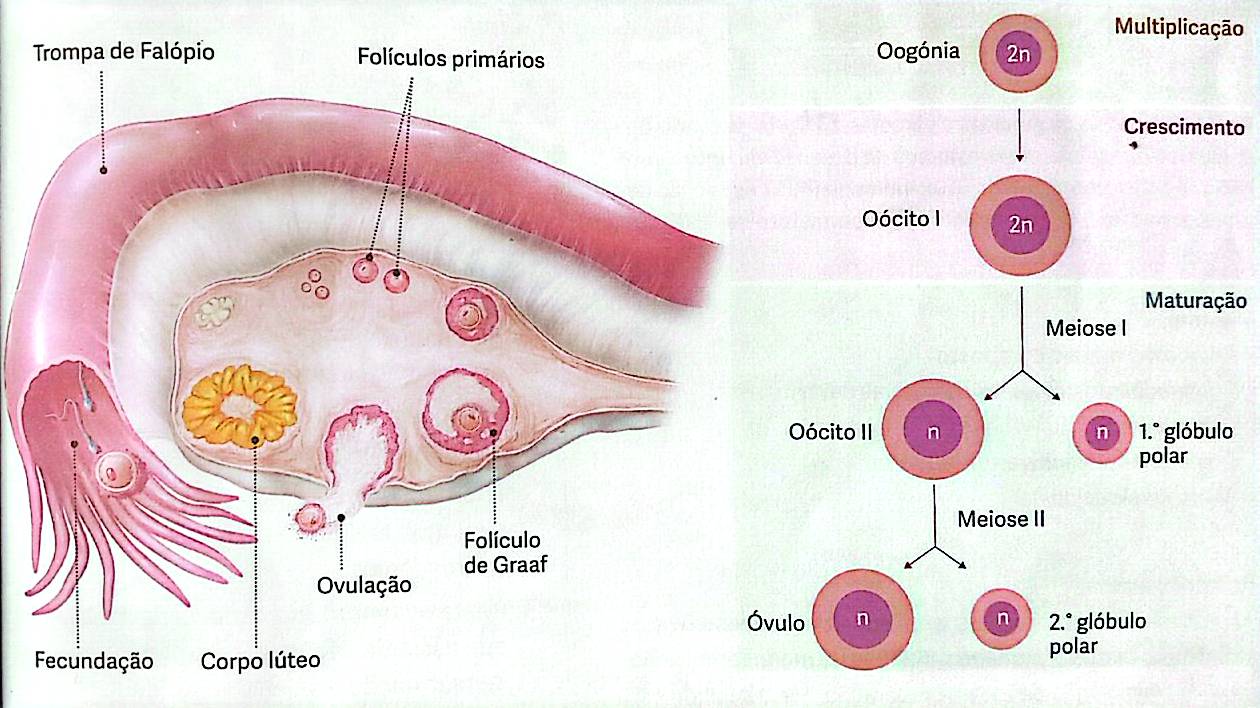 Trompa de Falópio
Folículos primários
Ovulação
Folículo
de Graaf
Fecundação
Corpo lúteo
Multiplicação
Oogónia
2n
Crescimento
Oócito I
2n
Maturação
Meiose I
Oócito II
n
n
1.º glóbulo
polar
Meiose II
Óvulo
n
n
2.º glóbulo
polar